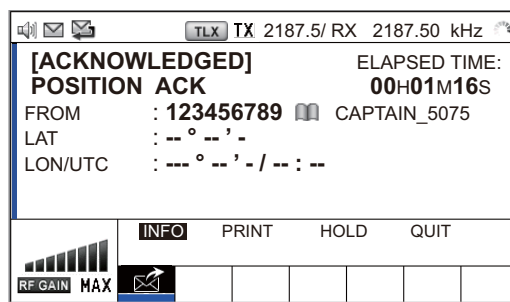 TLX TX 2187.5/ RX 2187.50 kHz
[ACKNOWLEDGED] ELAPSED TIME:
POSITION ACK 00H01M16S
FROM : 123456789 CAPTAIN_5075
LAT : -- ° -- ’ -
LON/UTC : --- ° -- ’ - / -- : --
INFO PRINT HOLD QUIT
RF GAIN MAX